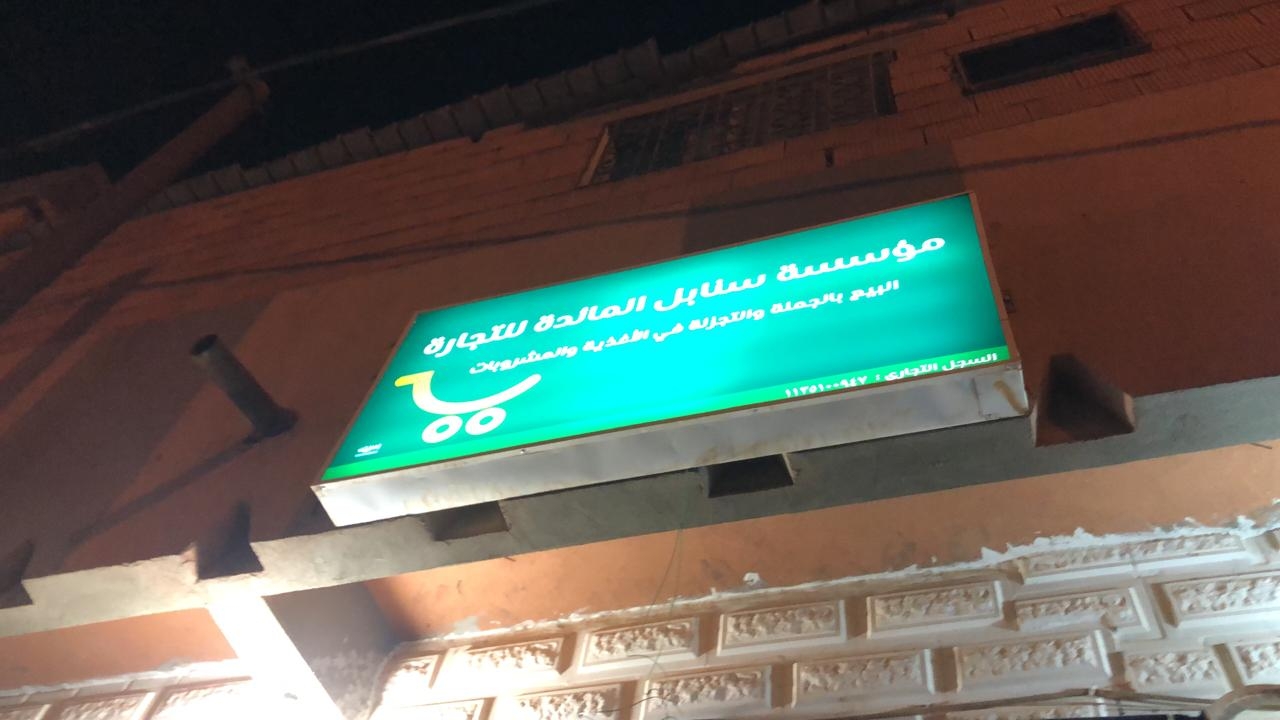 مؤسسة سنابل المائدة للتجارة
البيع بالجملة والتجزئة في الأغذية والمشروبات
السجل التجاري : ١١٣٥١٠٠٩٤٧